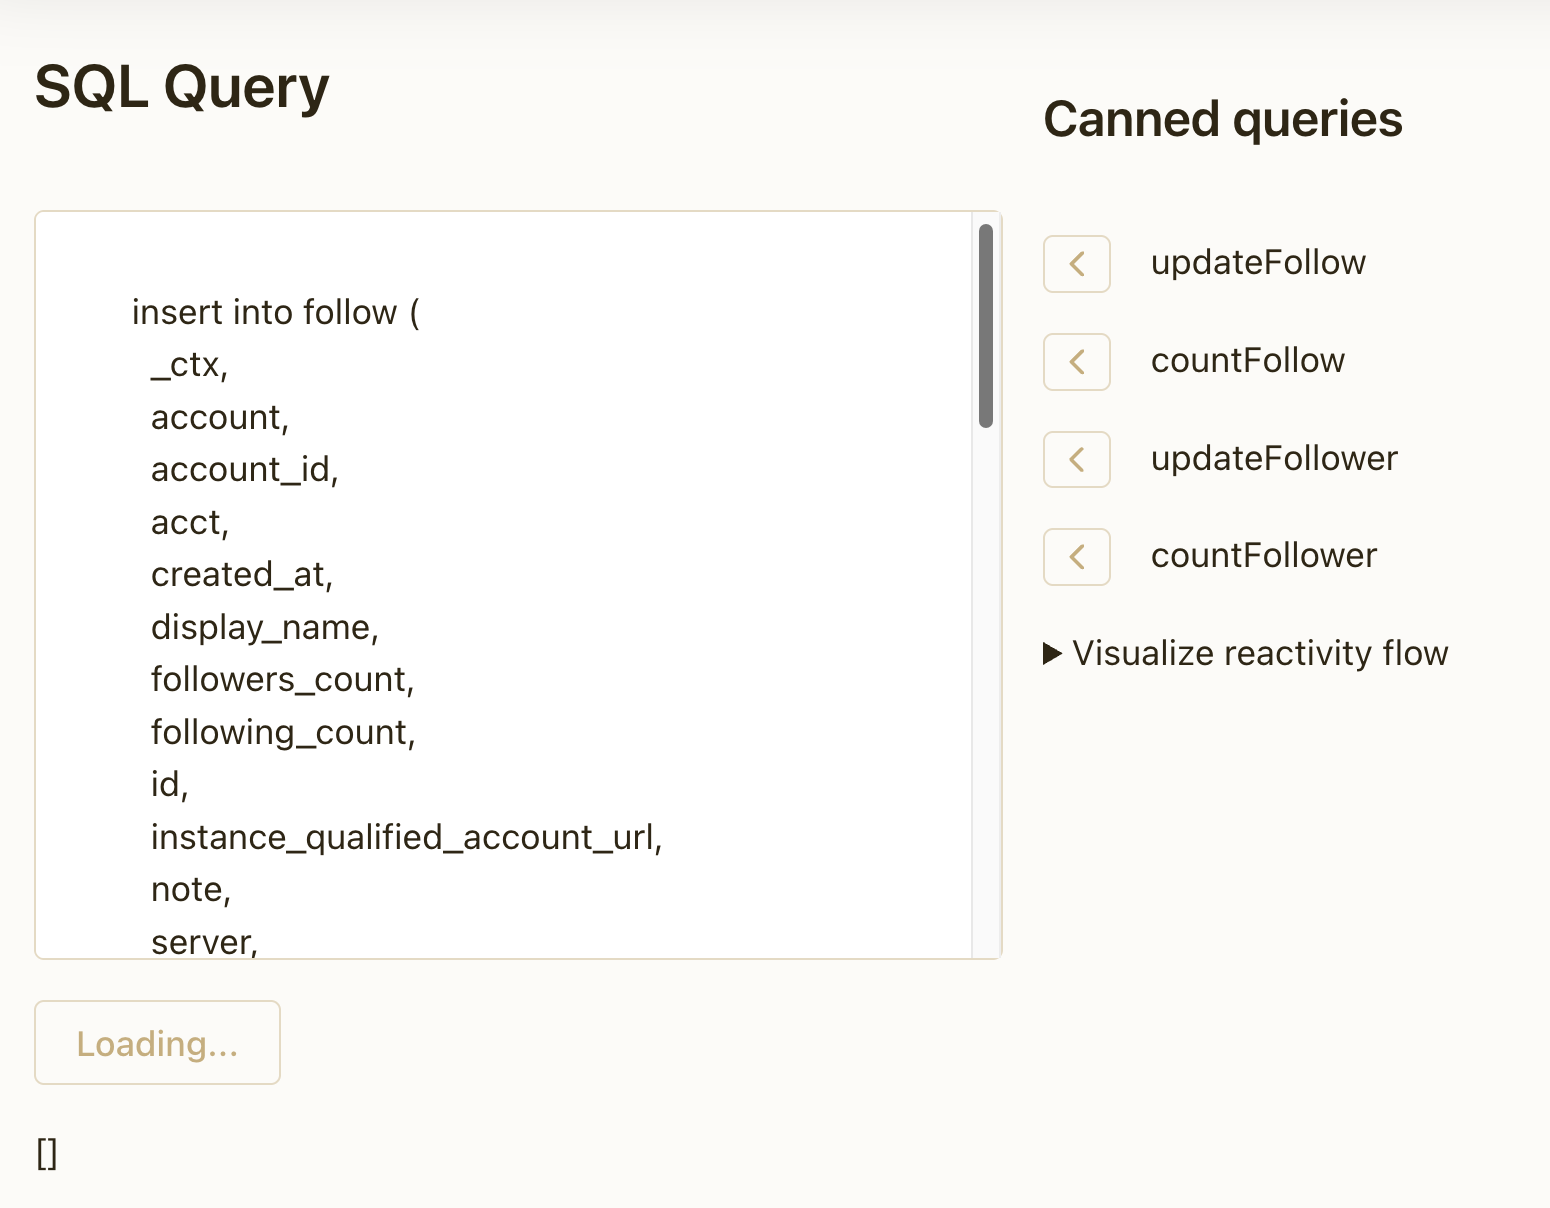 SQL Query
insert into follow (
_ctx,
account,
account_id,
acct,
created_at,
display_name,
followers_count,
following_count,
id,
instance_qualified_account_url,
note,
server,
Loading...
[]
Canned queries
updateFollow
countFollow
updateFollower
countFollower
Visualize reactivity flow